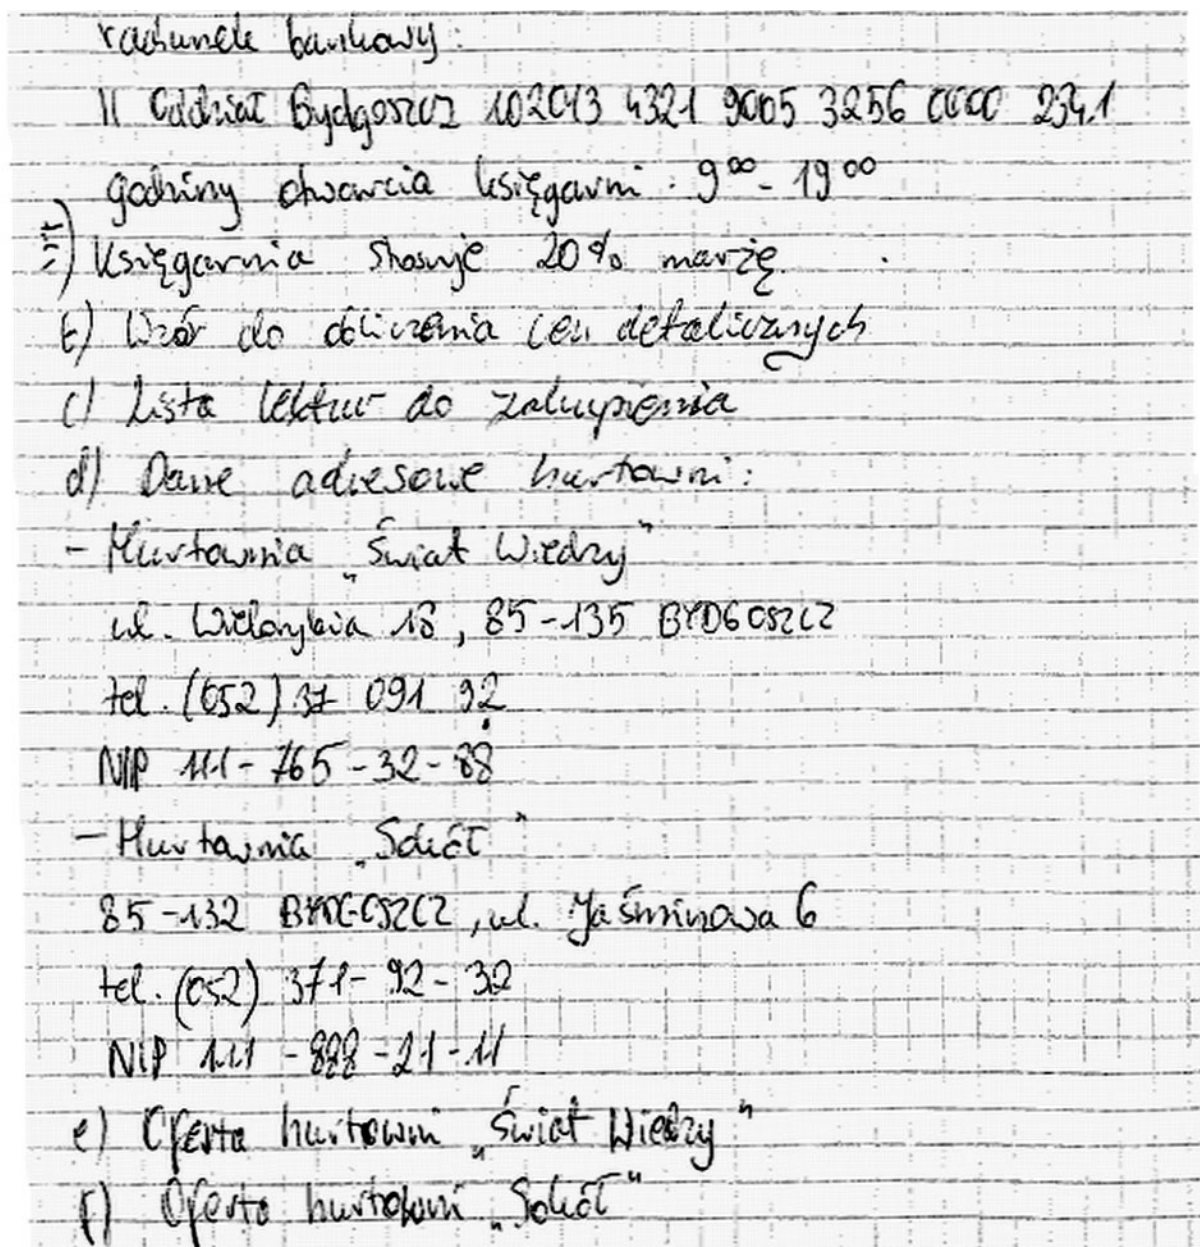 rachunek bankowy:
II Oddział Bydgoszcz 102043 4321 9005 3256 0000 2341
godziny otwarcia księgarni: 9⁰⁰ - 19⁰⁰
Księgarnia stosuje 20% marżę.
b) Wzór do obliczenia cen detalicznych
c) Lista lektur do zakupienia
d) Dane adresowe hurtowni:
- Hurtownia „Świat Wiedzy"
ul. 18, 85-135 BYDGOSZCZ
tel. (052) 37 091 92
NIP 111-765-32-88
- Hurtownia „Sokół"
85-132 BYDGOSZCZ, ul. Jaśminowa 6
tel. (052) 371-92-32
NIP 111-888-21-11
e) Oferta hurtowni „Świat Wiedzy"
f) Oferta hurtowni „Sokół"